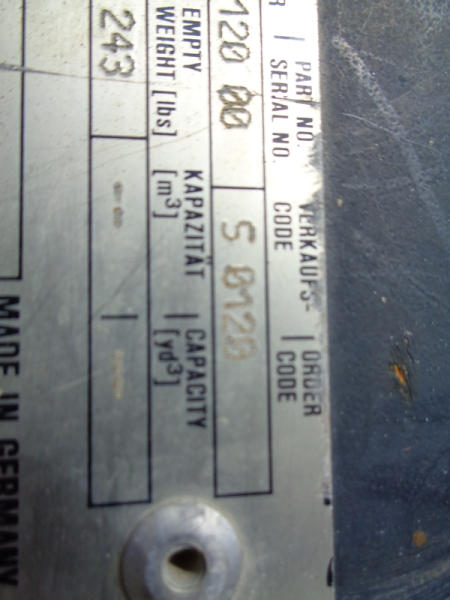 PART NO.
SERIAL NO.
VERKAUFS- | ORDER
CODE | CODE
120 00
S 0120
EMPTY
WEIGHT [lbs]
KAPAZITÄT | CAPACITY
[m³] [yd³]
243
MADE IN GERMANY